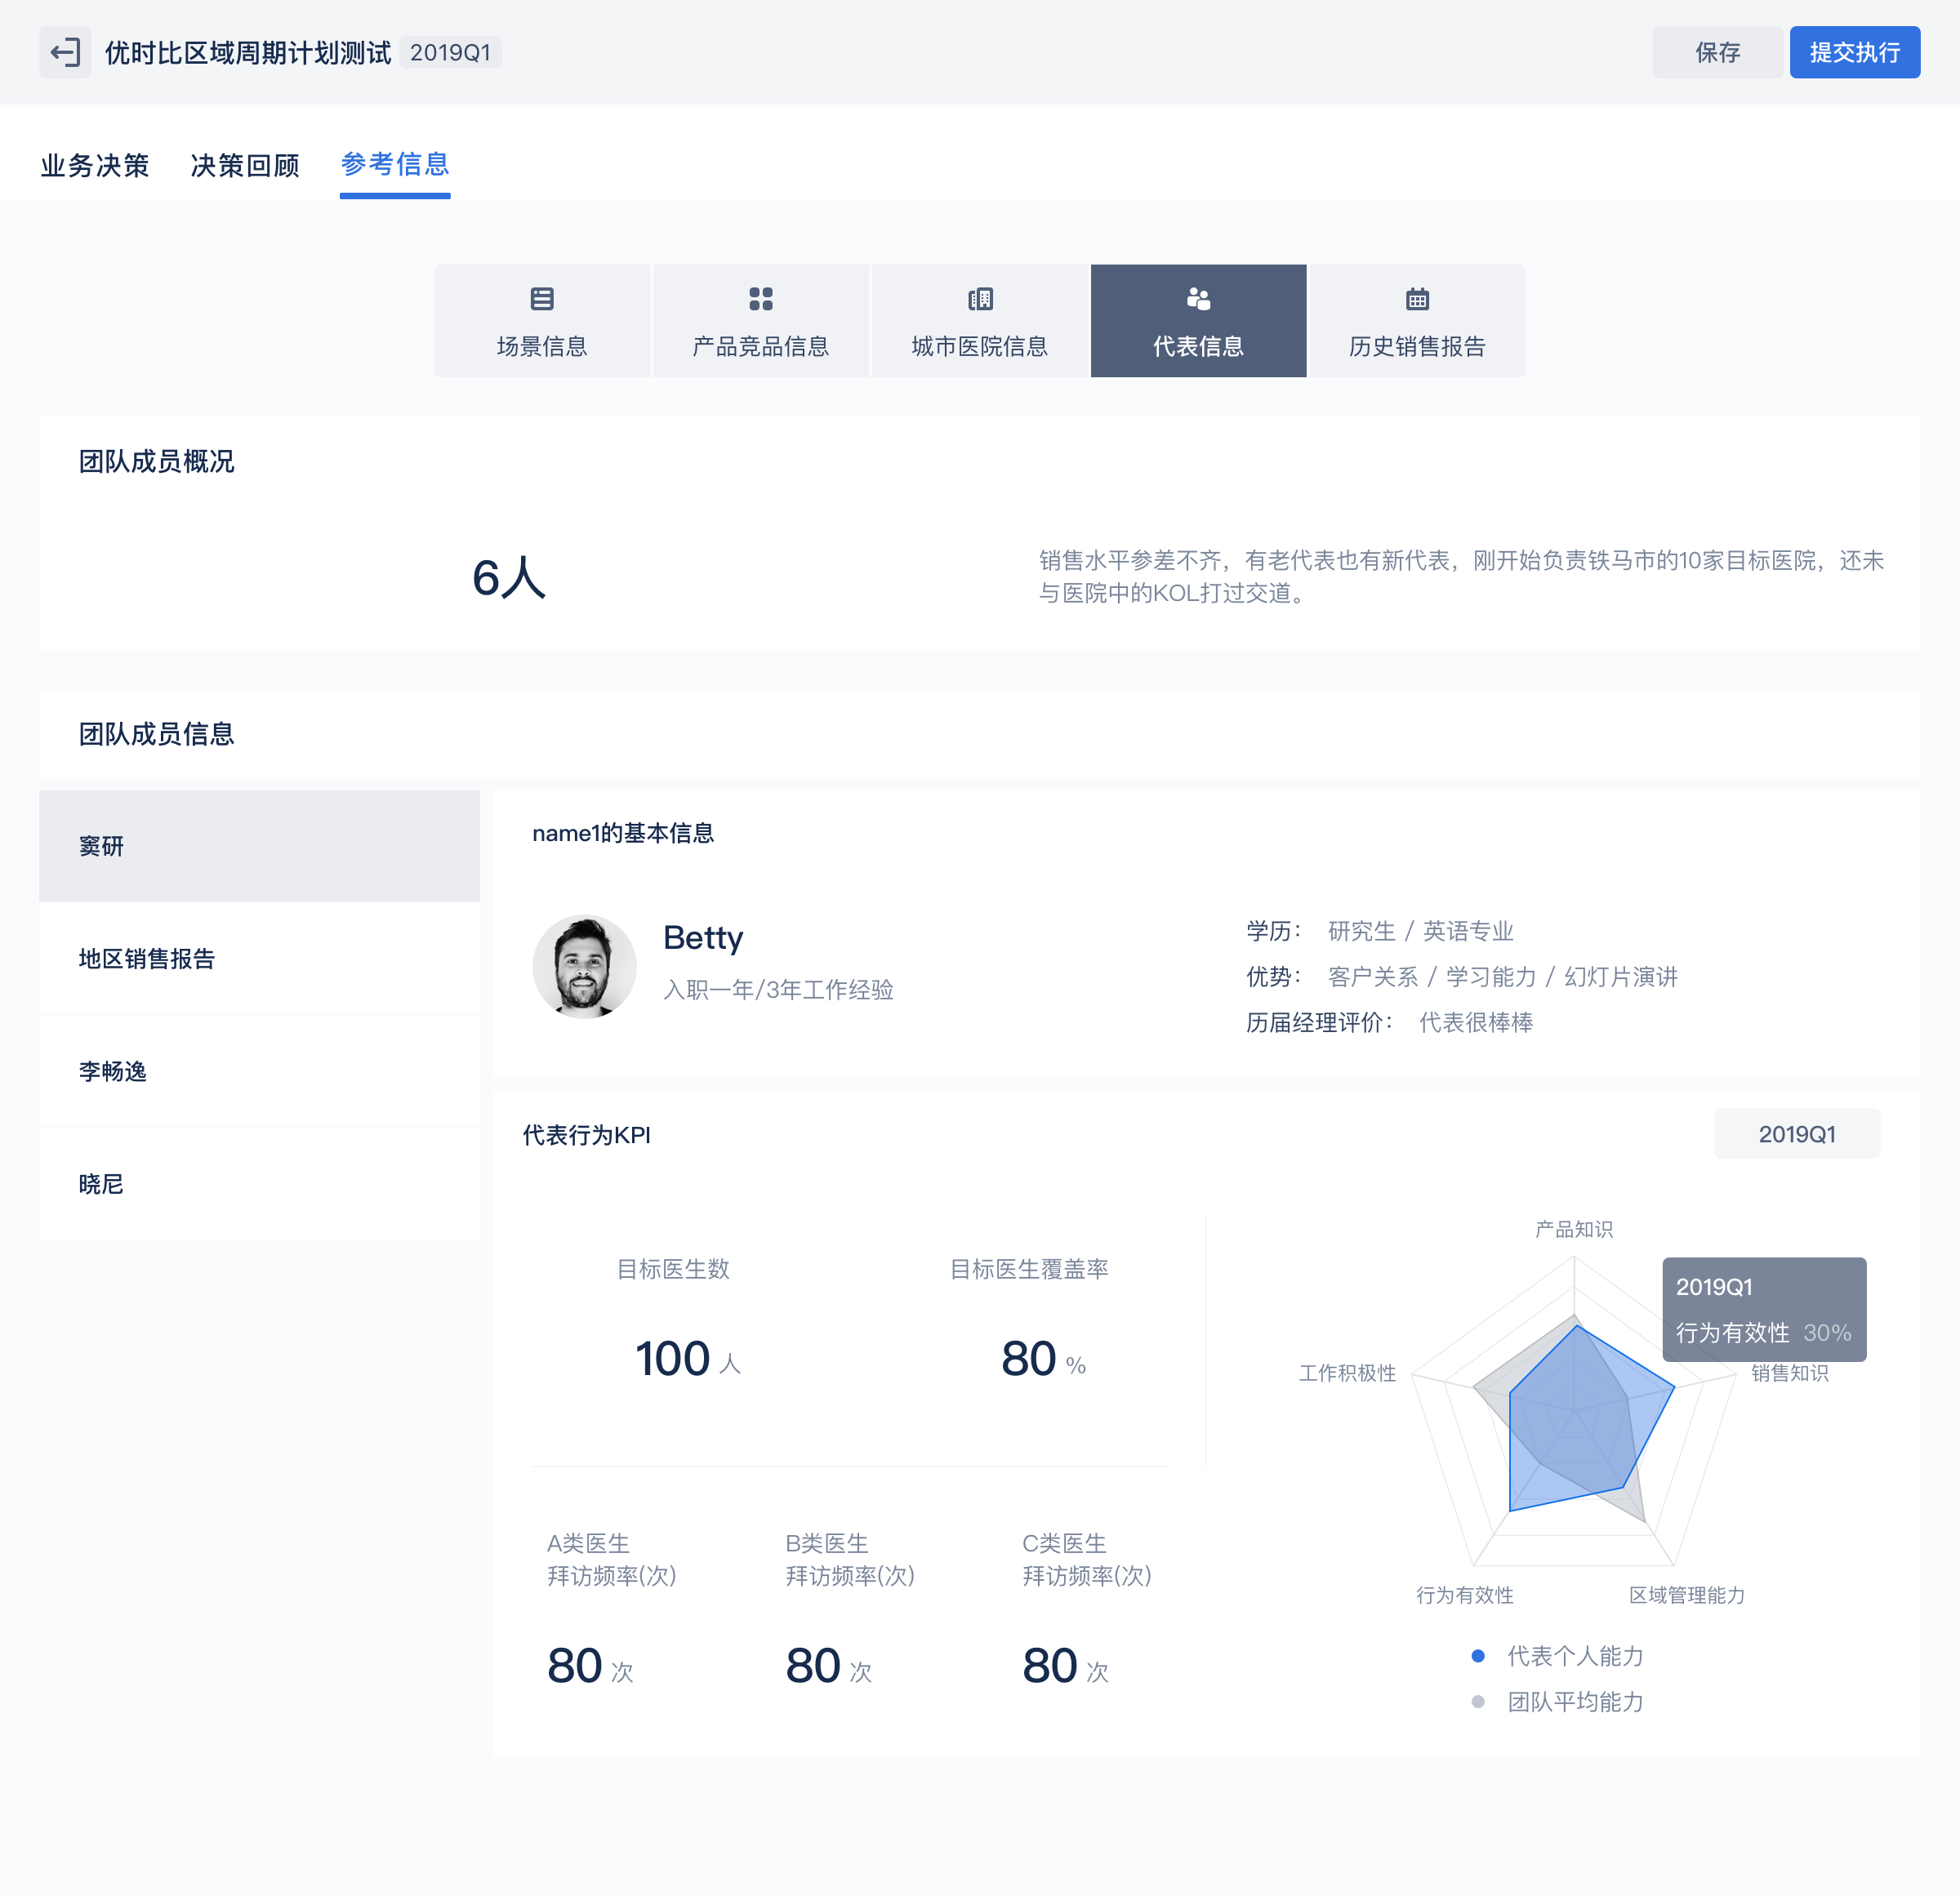 优时比区域周期计划测试 2019Q1
保存 提交执行
业务决策 决策回顾 参考信息
场景信息 产品竞品信息 城市医院信息 代表信息 历史销售报告
团队成员概况
6人
销售水平参差不齐，有老代表也有新代表，刚开始负责铁马市的10家目标医院，还未
与医院中的KOL打过交道。
团队成员信息
窦研
地区销售报告
李畅逸
晓尼
name1的基本信息
Betty
入职一年/3年工作经验
学历： 研究生 / 英语专业
优势： 客户关系 / 学习能力 / 幻灯片演讲
历届经理评价： 代表很棒棒
代表行为KPI
2019Q1
目标医生数 目标医生覆盖率
100 人 80 %
A类医生
拜访频率(次)
80 次
B类医生
拜访频率(次)
80 次
C类医生
拜访频率(次)
80 次
产品知识
2019Q1
行为有效性 30%
工作积极性 销售知识
行为有效性 区域管理能力
代表个人能力
团队平均能力